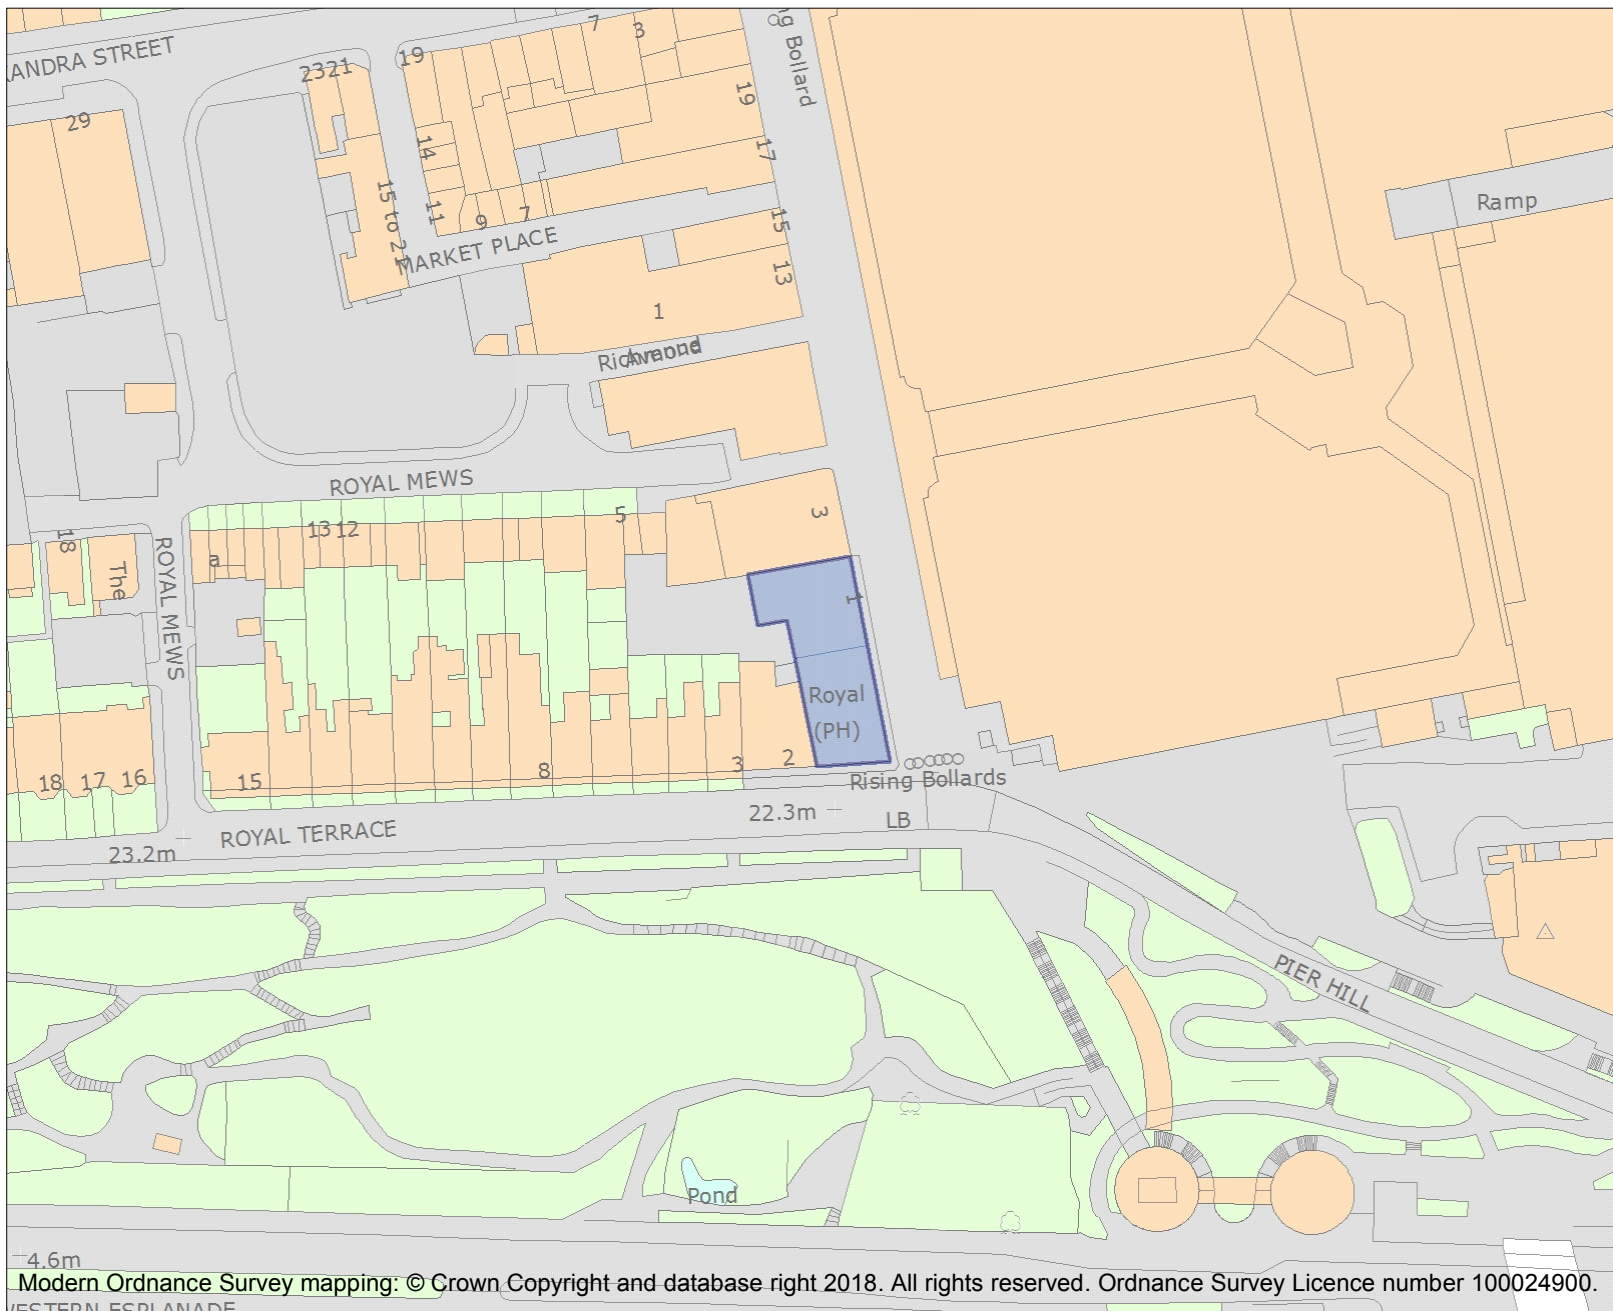 ANDRA STREET
2321
19
7
3
ng Bollard
29
19
14
17
15 to 21
11
9
7
15
MARKET PLACE
13
1
Richmond
Avenue
Ramp
ROYAL MEWS
3
5
13 12
18
The
ROYAL MEWS
a
1
Royal
(PH)
18
17
16
15
8
3
2
Rising Bollards
22.3m
LB
ROYAL TERRACE
23.2m
PIER HILL
Pond
4.6m
Modern Ordnance Survey mapping: © Crown Copyright and database right 2018. All rights reserved. Ordnance Survey Licence number 100024900.
ESTERN ESPLANADE